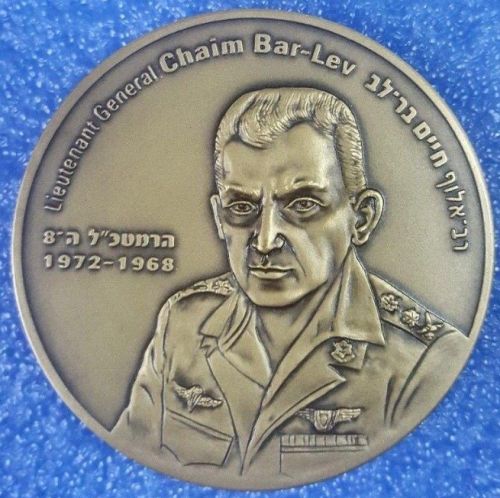 Lieutenant General Chaim Bar-Lev
רב־אלוף חיים בר־לב
הרמטכ"ל ה־8
1972-1968